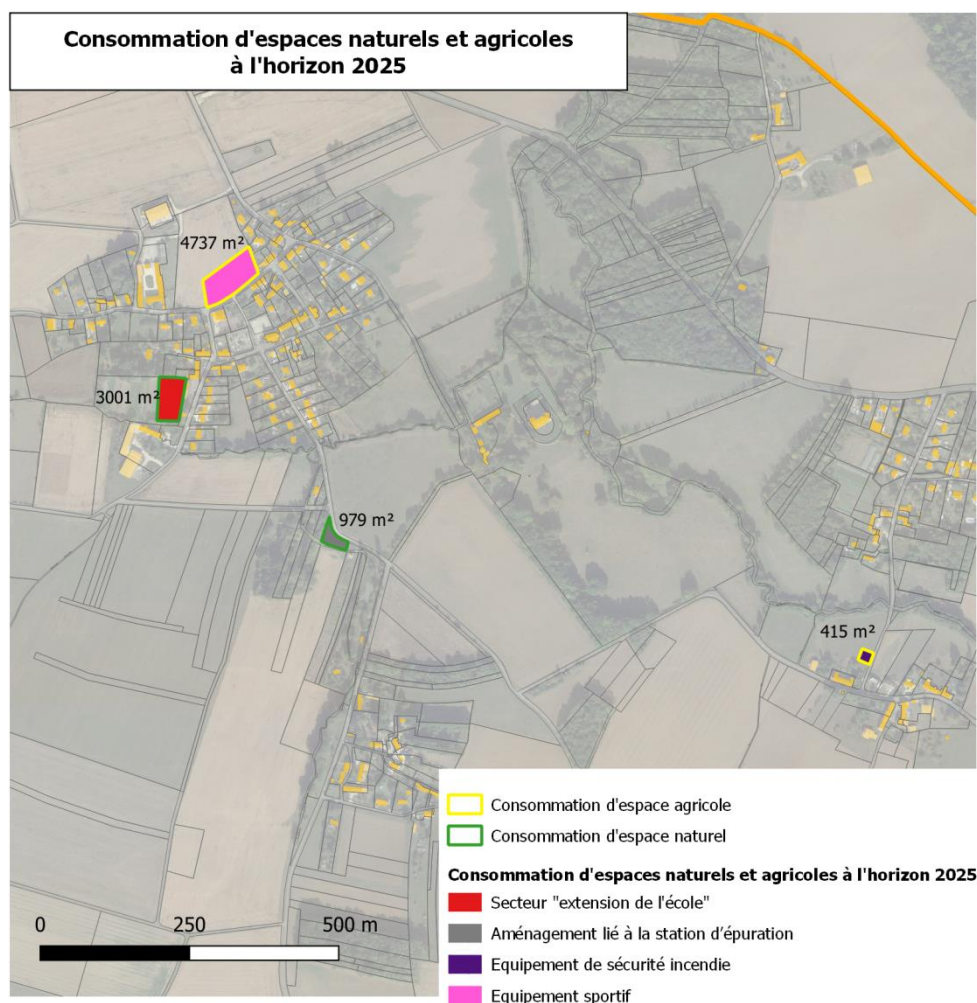 Consommation d'espaces naturels et agricoles
à l'horizon 2025
4737 m²
3001 m²
979 m²
415 m²
Consommation d'espace agricole
Consommation d'espace naturel
Consommation d'espaces naturels et agricoles à l'horizon 2025
Secteur "extension de l'école"
Aménagement lié à la station d'épuration
Equipement de sécurité incendie
Equipement sportif
0 250 500 m